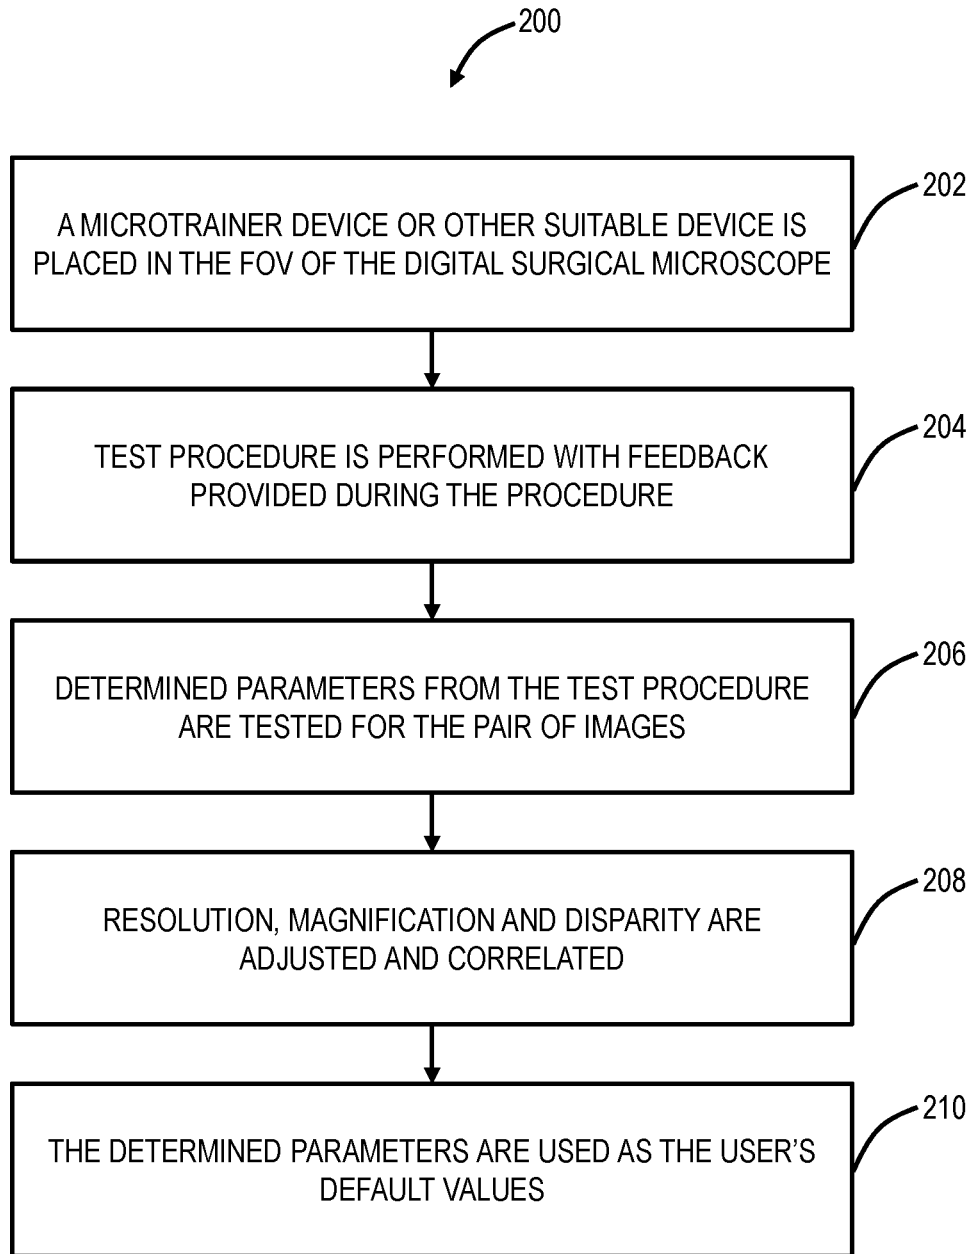 200
A MICROTRAINER DEVICE OR OTHER SUITABLE DEVICE IS
PLACED IN THE FOV OF THE DIGITAL SURGICAL MICROSCOPE
202
TEST PROCEDURE IS PERFORMED WITH FEEDBACK
PROVIDED DURING THE PROCEDURE
204
DETERMINED PARAMETERS FROM THE TEST PROCEDURE
ARE TESTED FOR THE PAIR OF IMAGES
206
RESOLUTION, MAGNIFICATION AND DISPARITY ARE
ADJUSTED AND CORRELATED
208
THE DETERMINED PARAMETERS ARE USED AS THE USER'S
DEFAULT VALUES
210